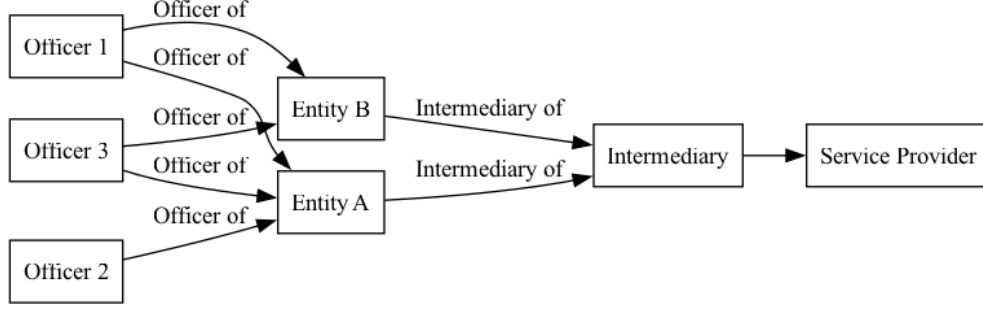 Officer of
Officer 1
Officer of
Entity B
Intermediary of
Officer of
Officer 3
Intermediary
Service Provider
Officer of
Intermediary of
Entity A
Officer of
Officer 2